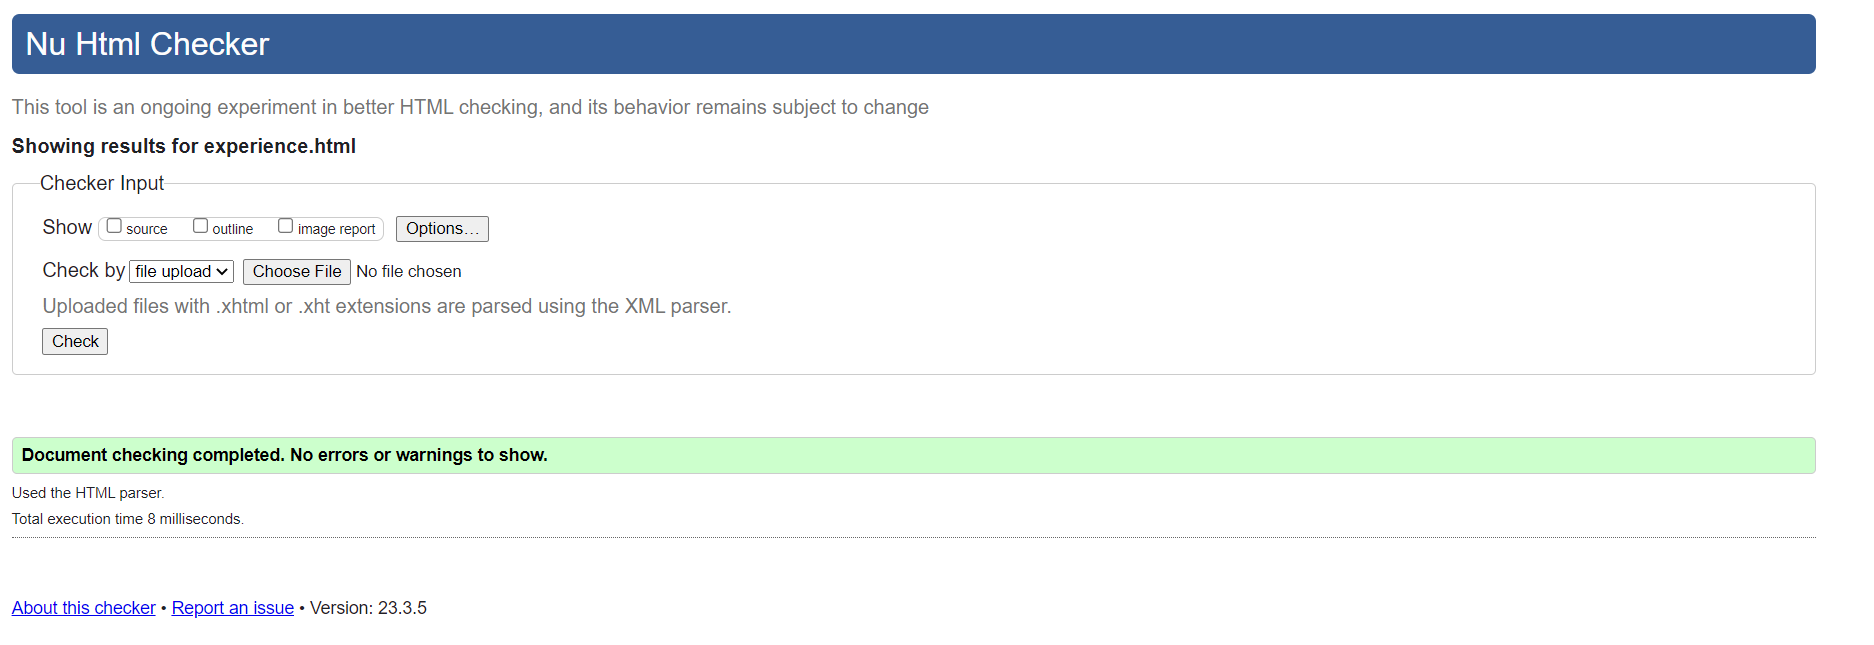 Nu Html Checker
This tool is an ongoing experiment in better HTML checking, and its behavior remains subject to change
Showing results for experience.html
Checker Input
Show source outline image report Options…
Check by file upload Choose File No file chosen
Uploaded files with .xhtml or .xht extensions are parsed using the XML parser.
Check
Document checking completed. No errors or warnings to show.
Used the HTML parser.
Total execution time 8 milliseconds.
About this checker • Report an issue • Version: 23.3.5